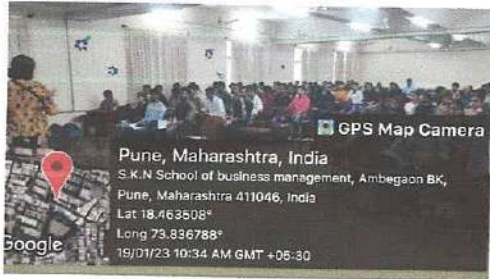 GPS Map Camera
Pune, Maharashtra, India
S.K.N School of business management, Ambegaon BK,
Pune, Maharashtra 411046, India
Lat 18.463508°
Long 73.836788°
19/01/23 10:34 AM GMT +05:30
Google